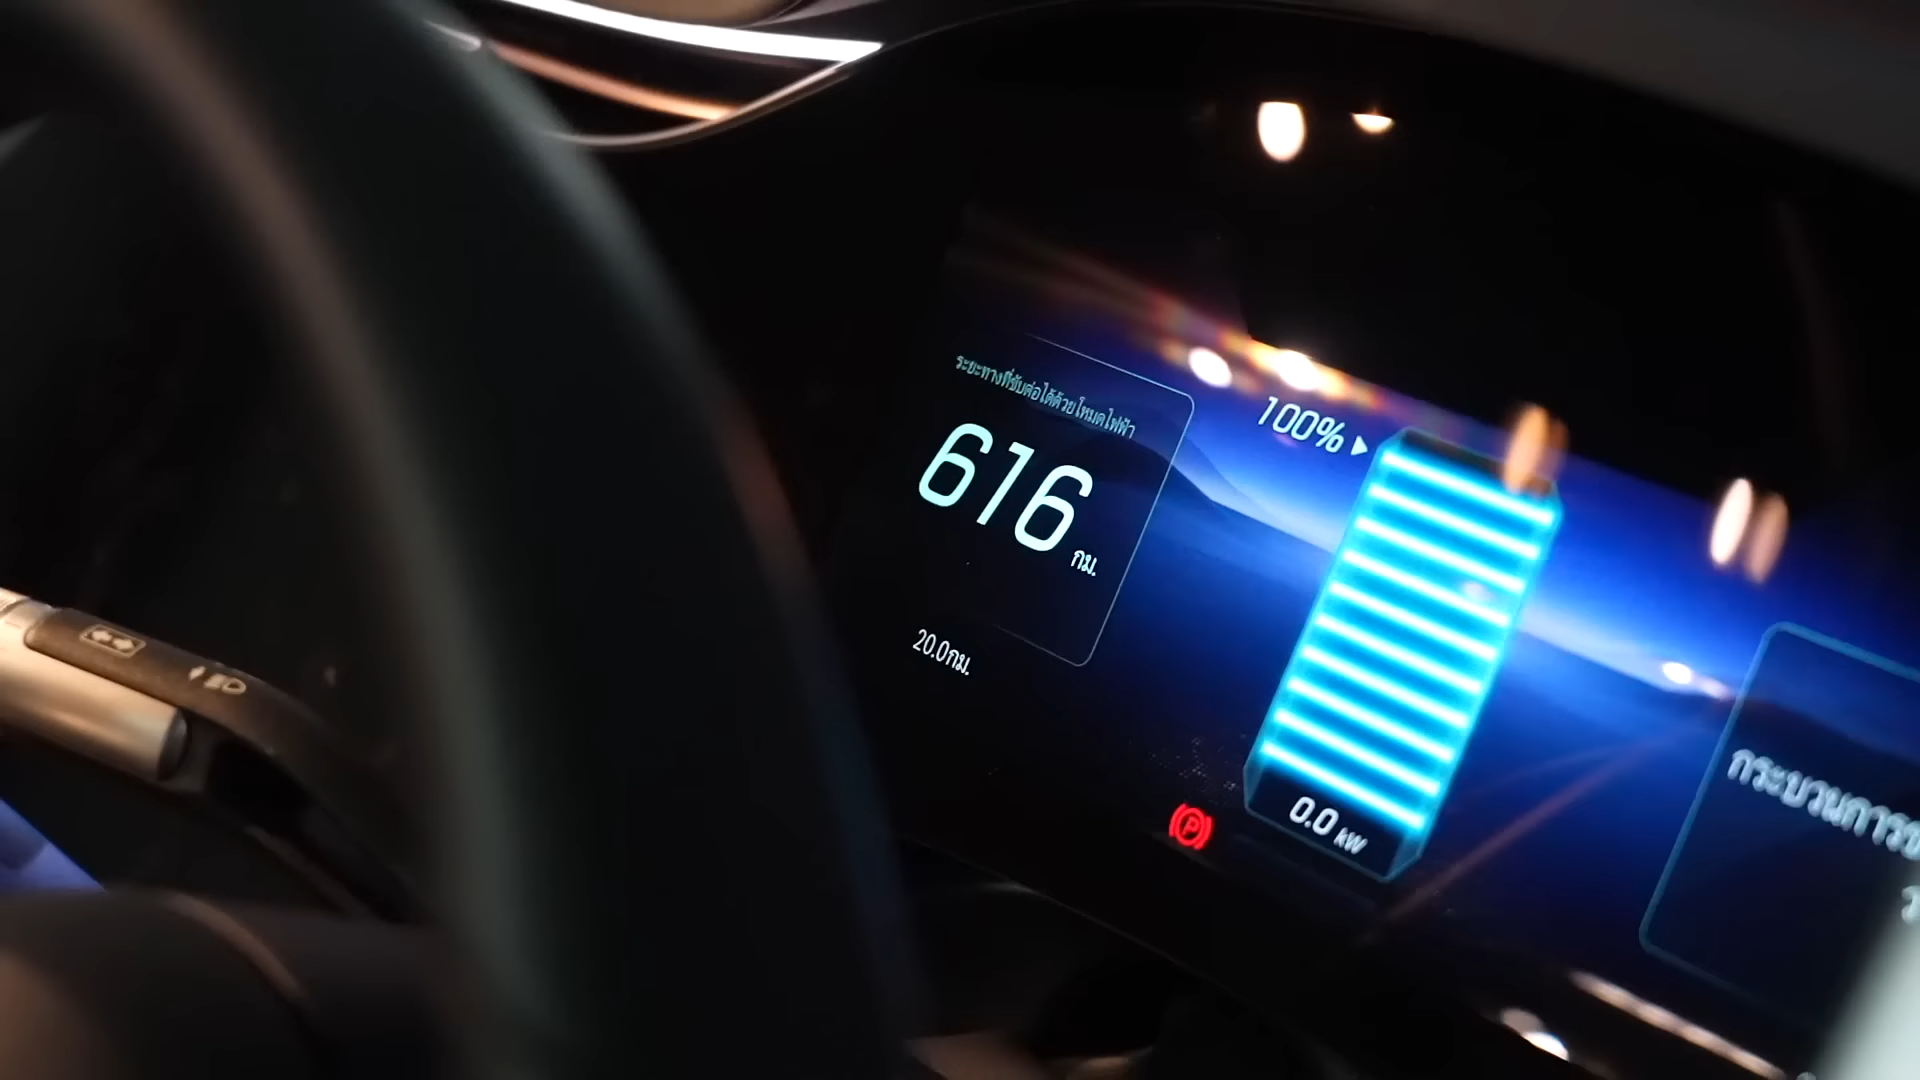 ระยะทางที่ขับต่อได้ด้วยโหมดไฟฟ้า
616 กม.
20.0กม.
100%
0.0 kW
P